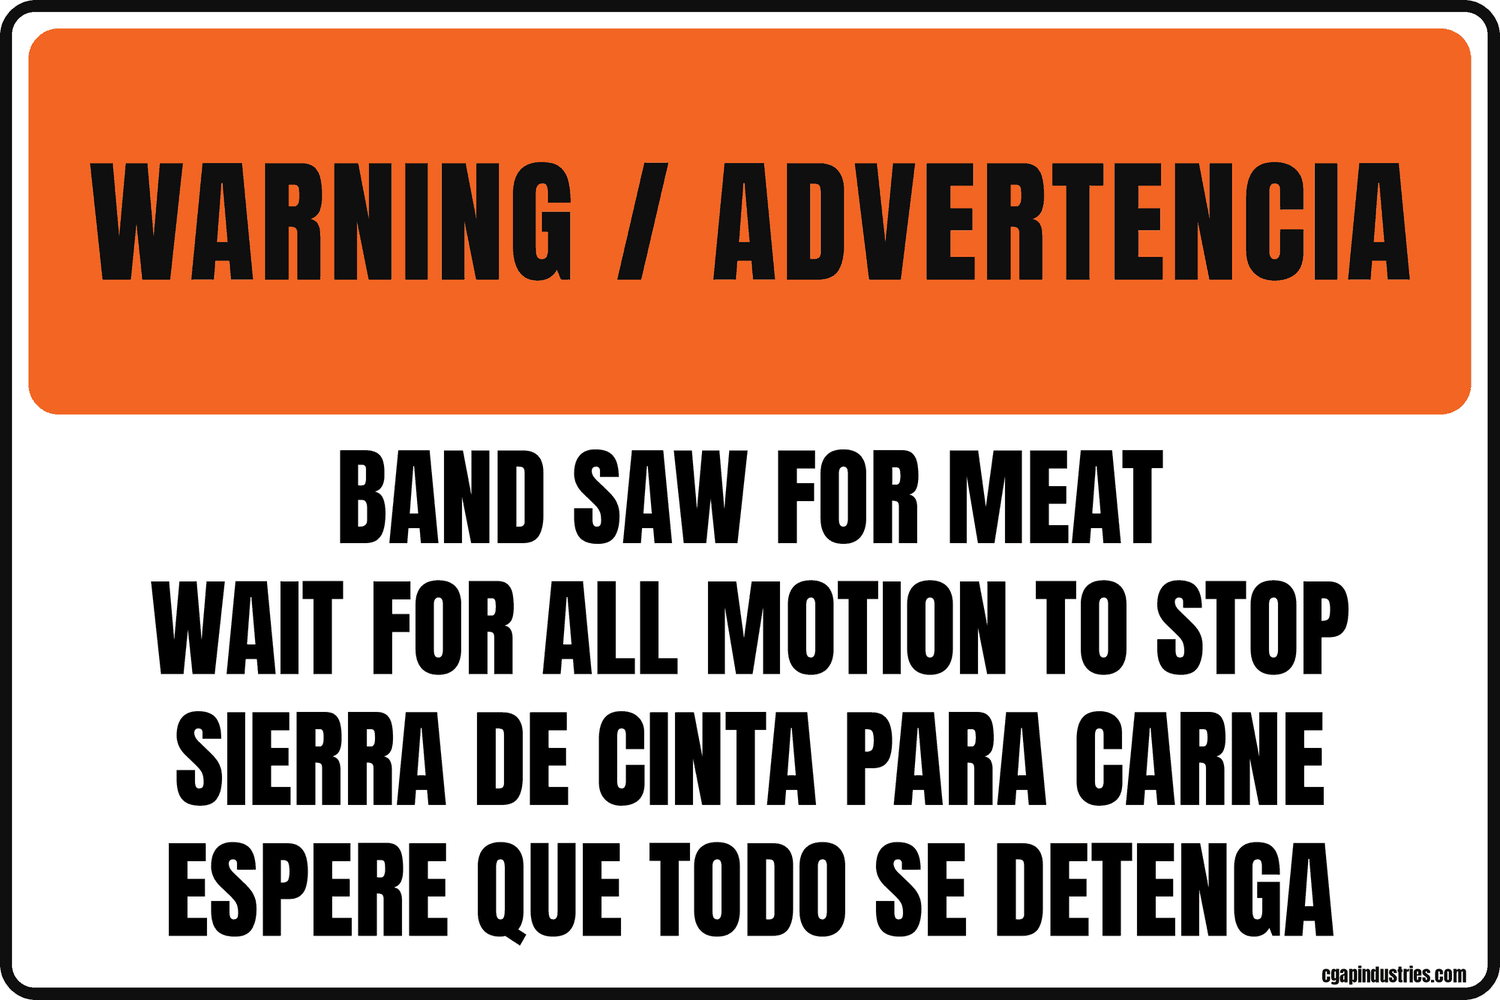 WARNING / ADVERTENCIA
BAND SAW FOR MEAT
WAIT FOR ALL MOTION TO STOP
SIERRA DE CINTA PARA CARNE
ESPERE QUE TODO SE DETENGA
cgapindustries.com